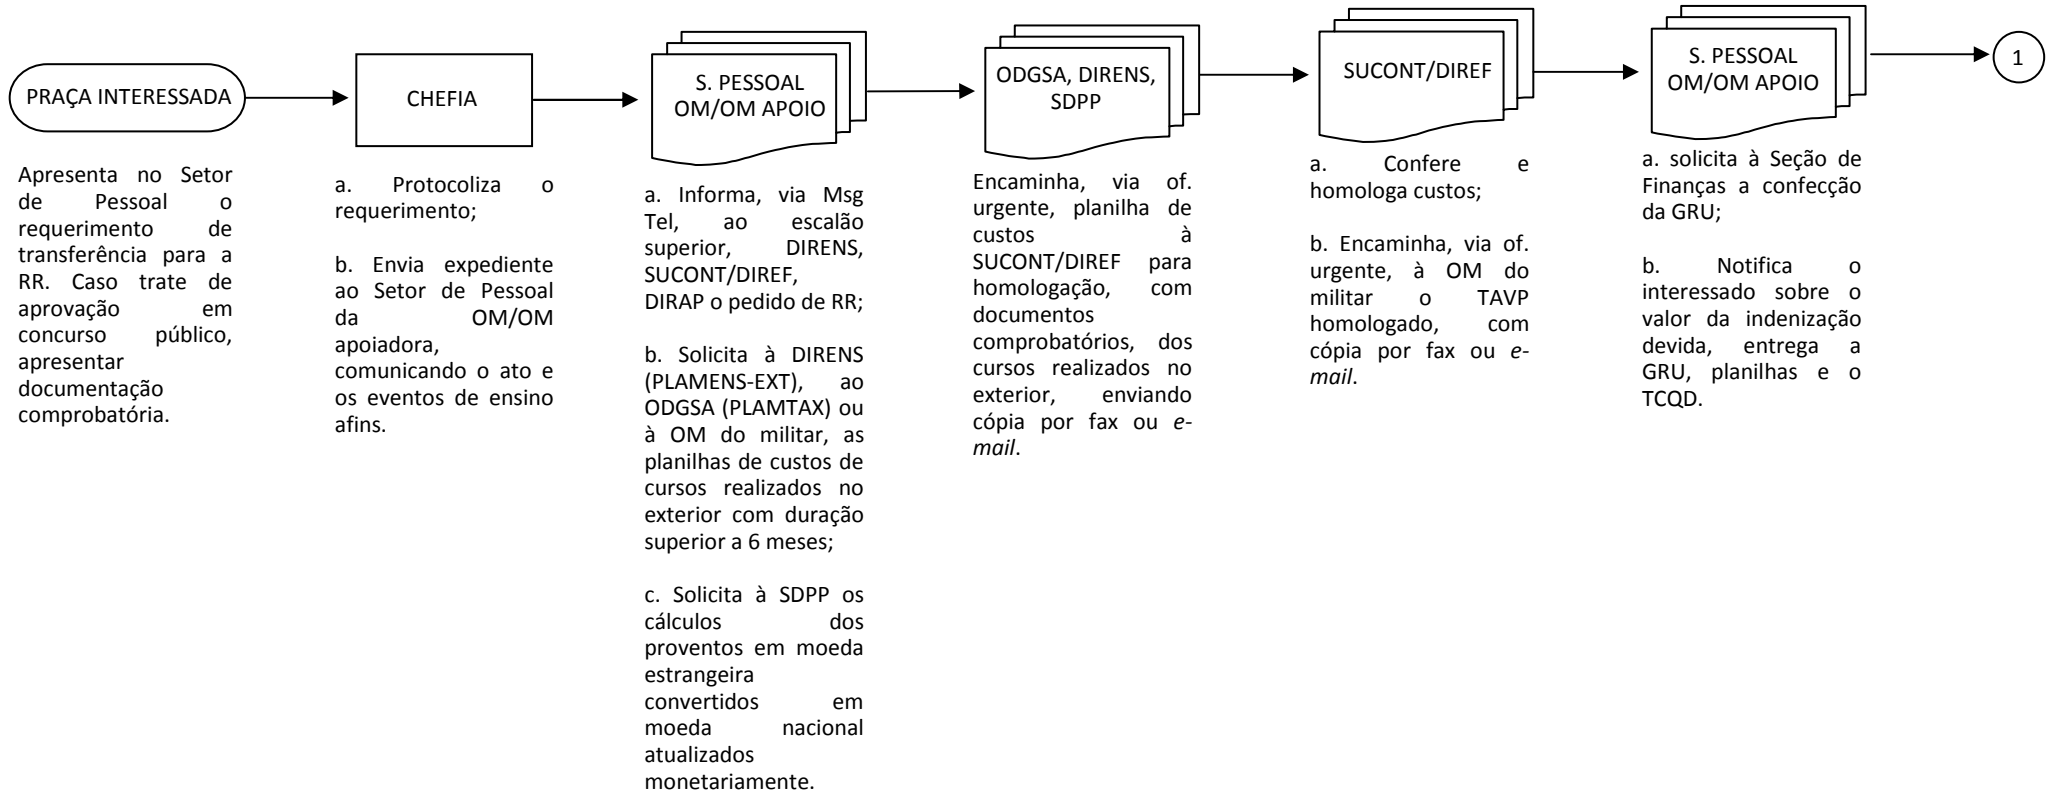 PRAÇA INTERESSADA
Apresenta no Setor
de Pessoal o
requerimento de
transferência para a
RR. Caso trate de
aprovação em
concurso público,
apresentar
documentação
comprobatória.
CHEFIA
a. Protocoliza o
requerimento;
b. Envia expediente
ao Setor de Pessoal
da OM/OM
apoiadora,
comunicando o ato e
os eventos de ensino
afins.
S. PESSOAL
OM/OM APOIO
a. Informa, via Msg
Tel, ao escalão
superior, DIRENS,
SUCONT/DIREF,
DIRAP o pedido de RR;
b. Solicita à DIRENS
(PLAMENS-EXT), ao
ODGSA (PLAMTAX) ou
à OM do militar, as
planilhas de custos de
cursos realizados no
exterior com duração
superior a 6 meses;
c. Solicita à SDPP os
cálculos dos
proventos em moeda
estrangeira
convertidos em
moeda nacional
atualizados
monetariamente.
ODGSA, DIRENS,
SDPP
Encaminha, via of.
urgente, planilha de
custos à
SUCONT/DIREF para
homologação, com
documentos
comprobatórios, dos
cursos realizados no
exterior, enviando
cópia por fax ou e-
mail.
SUCONT/DIREF
a. Confere e
homologa custos;
b. Encaminha, via of.
urgente, à OM do
militar o TAVP
homologado, com
cópia por fax ou e-
mail.
S. PESSOAL
OM/OM APOIO
a. solicita à Seção de
Finanças a confecção
da GRU;
b. Notifica o
interessado sobre o
valor da indenização
devida, entrega a
GRU, planilhas e o
TCQD.
1